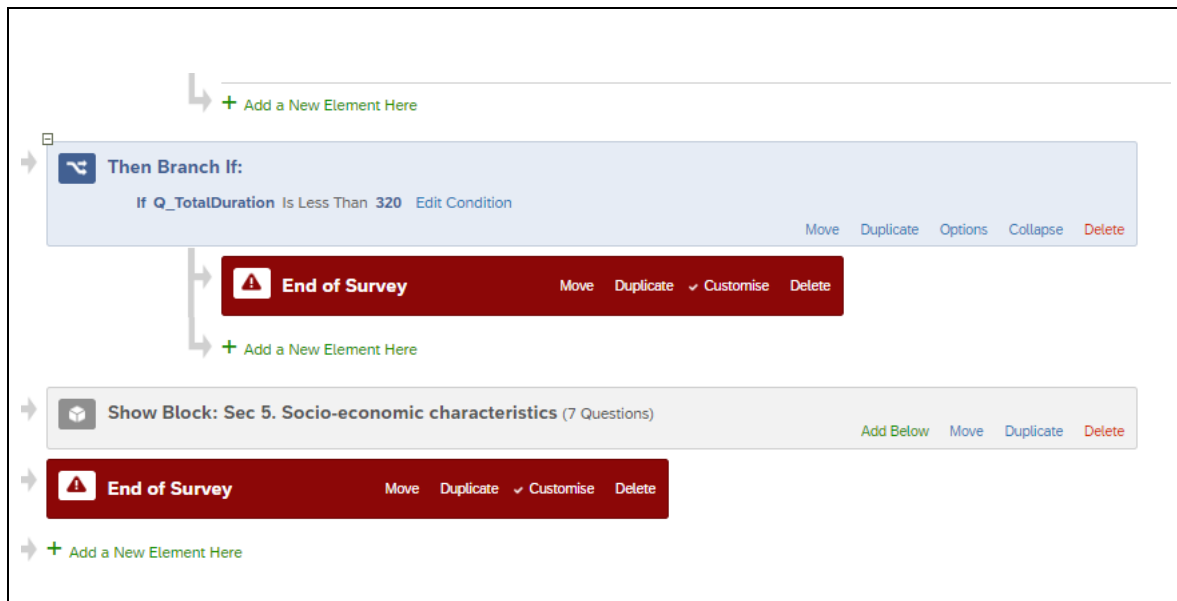 + Add a New Element Here
Then Branch If:
If Q_TotalDuration Is Less Than 320 Edit Condition
Move Duplicate Options Collapse Delete
End of Survey Move Duplicate Customise Delete
+ Add a New Element Here
Show Block: Sec 5. Socio-economic characteristics (7 Questions)
Add Below Move Duplicate Delete
End of Survey Move Duplicate Customise Delete
+ Add a New Element Here